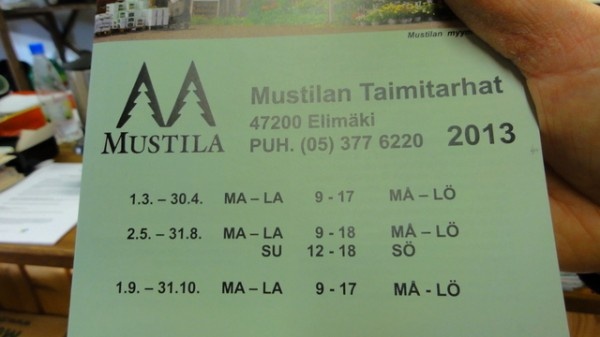 Mustilan
MUSTILA
Mustilan Taimitarhat
47200 Elimäki
PUH. (05) 377 6220 2013
1.3. – 30.4. MA – LA 9 - 17 MÅ – LÖ
2.5. – 31.8. MA – LA 9 - 18 MÅ – LÖ
SU 12 - 18 SÖ
1.9. – 31.10. MA – LA 9 - 17 MÅ - LÖ